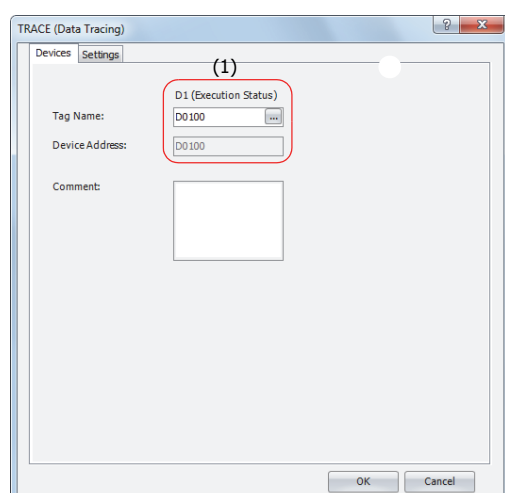 TRACE (Data Tracing)
? X
Devices Settings
(1)
D1 (Execution Status)
Tag Name: D0100 ...
Device Address: D0100
Comment:
OK Cancel